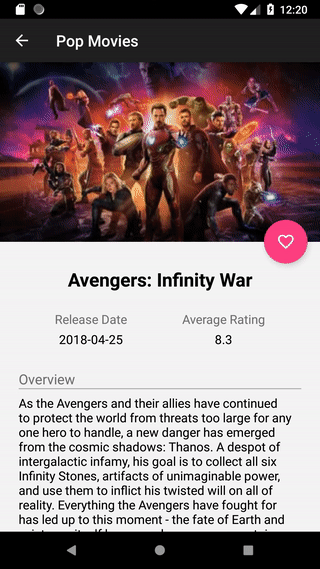 12:20
Pop Movies
Avengers: Infinity War
Release Date Average Rating
2018-04-25 8.3
Overview
As the Avengers and their allies have continued
to protect the world from threats too large for any
one hero to handle, a new danger has emerged
from the cosmic shadows: Thanos. A despot of
intergalactic infamy, his goal is to collect all six
Infinity Stones, artifacts of unimaginable power,
and use them to inflict his twisted will on all of
reality. Everything the Avengers have fought for
has led up to this moment - the fate of Earth and